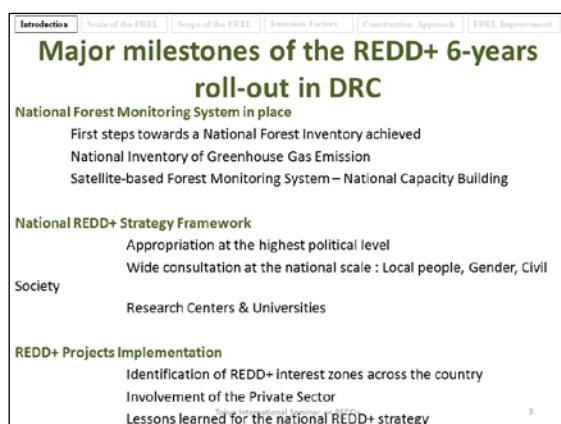 Introduction Scale of the FREL Scope of the FREL Emission Factors Construction Approach FREL Improvement
Major milestones of the REDD+ 6-years
roll-out in DRC
National Forest Monitoring System in place
First steps towards a National Forest Inventory achieved
National Inventory of Greenhouse Gas Emission
Satellite-based Forest Monitoring System – National Capacity Building
National REDD+ Strategy Framework
Appropriation at the highest political level
Wide consultation at the national scale : Local people, Gender, Civil
Society
Research Centers & Universities
REDD+ Projects Implementation
Identification of REDD+ interest zones across the country
Involvement of the Private Sector
Tokyo International Seminar on REDD+
3
Lessons learned for the national REDD+ strategy